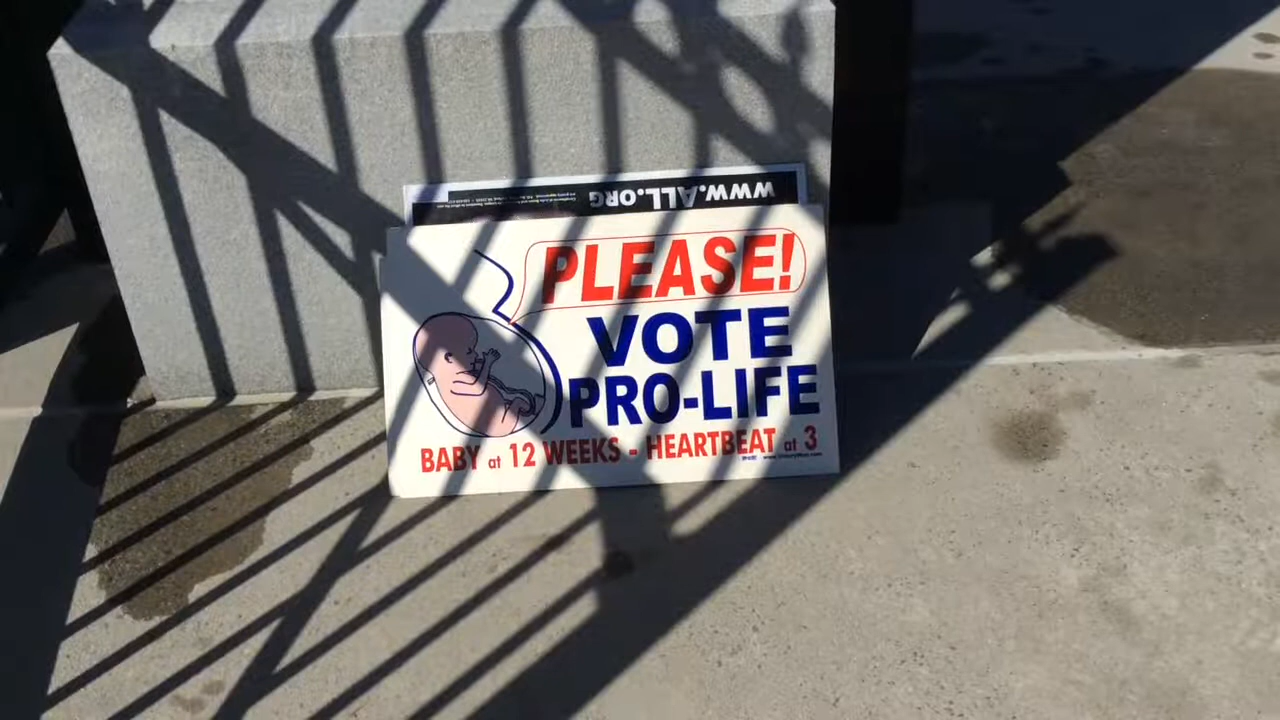 WWW.ALL.ORG
PLEASE!
VOTE
PRO-LIFE
BABY at 12 WEEKS - HEARTBEAT at 3